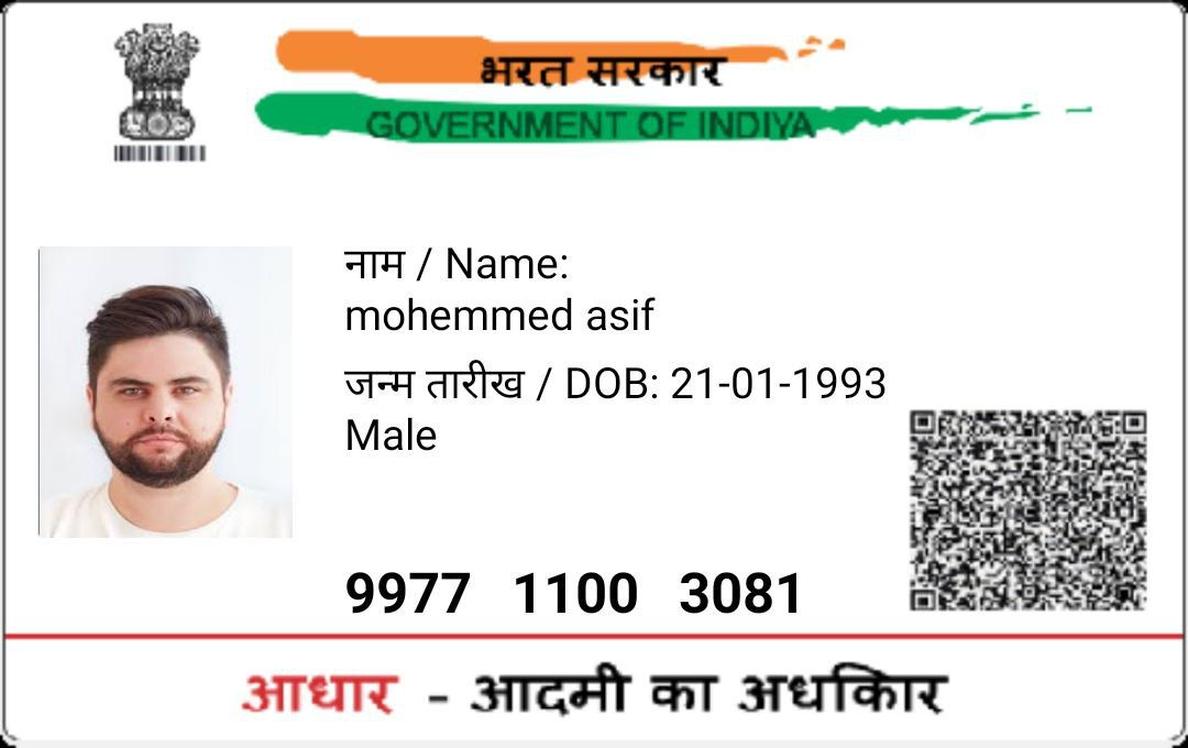 भरत सरकार
GOVERNMENT OF INDIYA
नाम / Name:
mohemmed asif
जन्म तारीख / DOB: 21-01-1993
Male
9977 1100 3081
आधार - आदमी का अधकिार